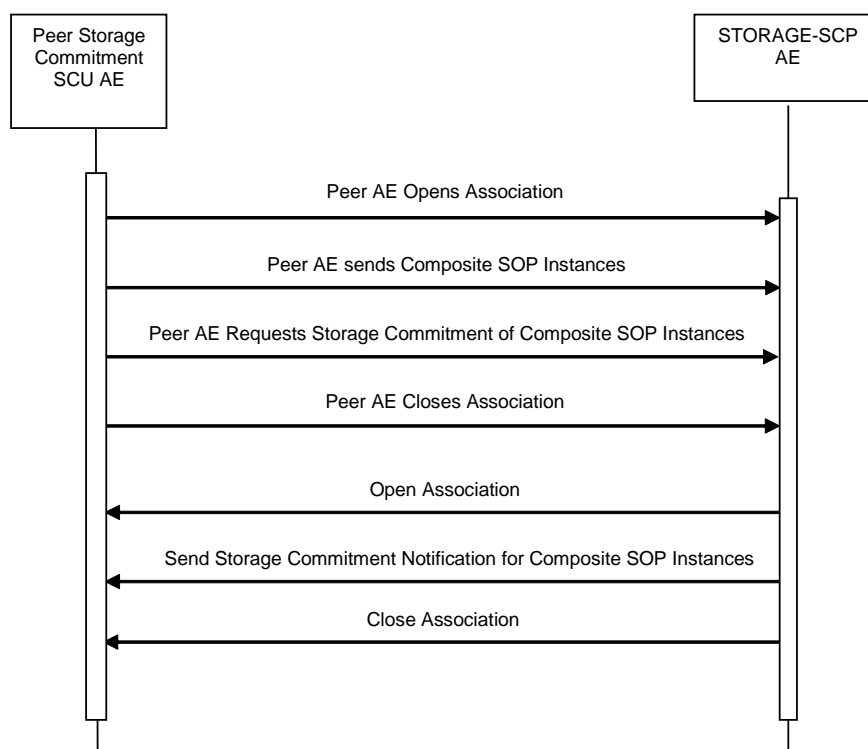 Peer Storage
Commitment
SCU AE
STORAGE-SCP
AE
Peer AE Opens Association
Peer AE sends Composite SOP Instances
Peer AE Requests Storage Commitment of Composite SOP Instances
Peer AE Closes Association
Open Association
Send Storage Commitment Notification for Composite SOP Instances
Close Association